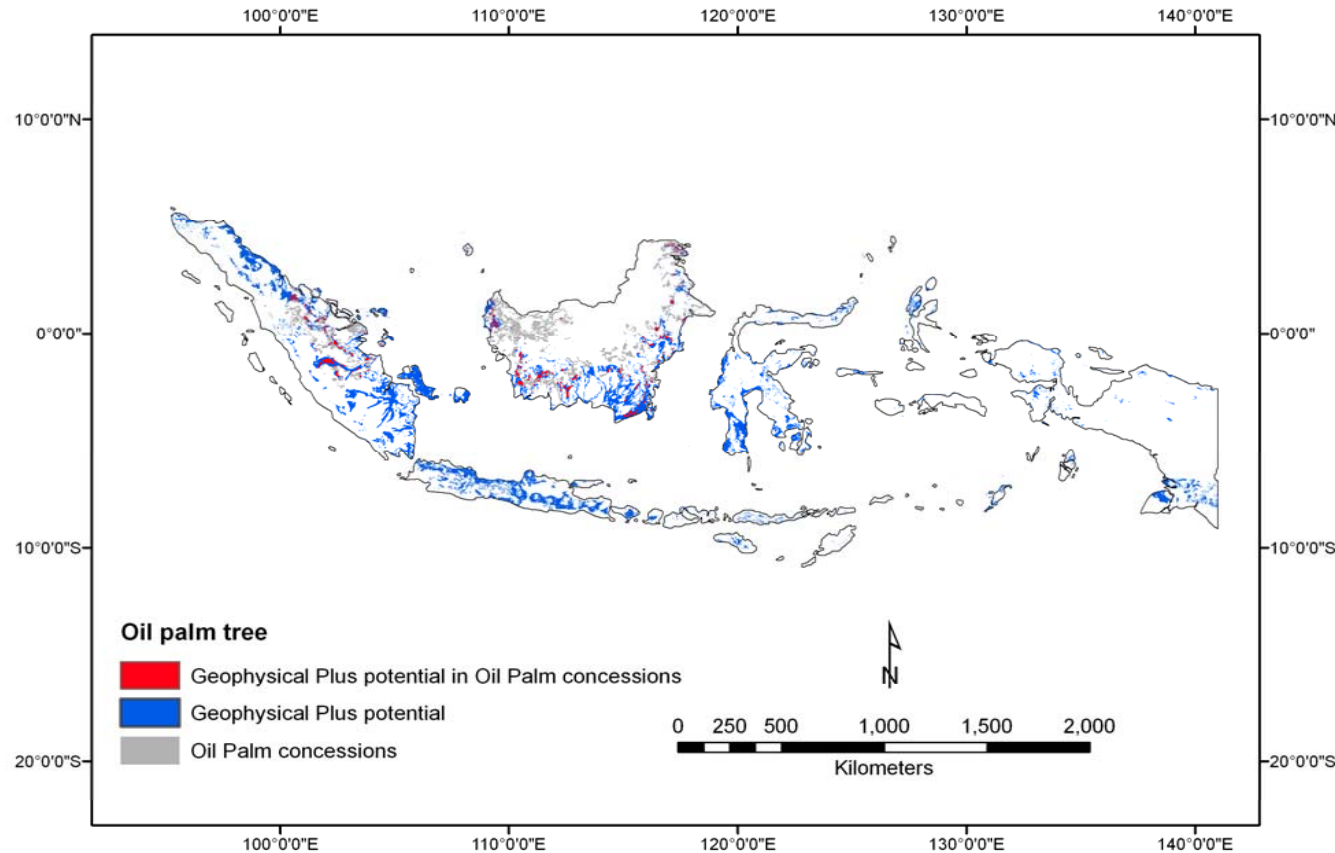 100°0'0"E 110°0'0"E 120°0'0"E 130°0'0"E 140°0'0"E
10°0'0"N 10°0'0"N
0°0'0" 0°0'0"
10°0'0"S 10°0'0"S
Oil palm tree
Geophysical Plus potential in Oil Palm concessions
Geophysical Plus potential
Oil Palm concessions
N
0 250 500 1,000 1,500 2,000
Kilometers
20°0'0"S 20°0'0"S
100°0'0"E 110°0'0"E 120°0'0"E 130°0'0"E 140°0'0"E